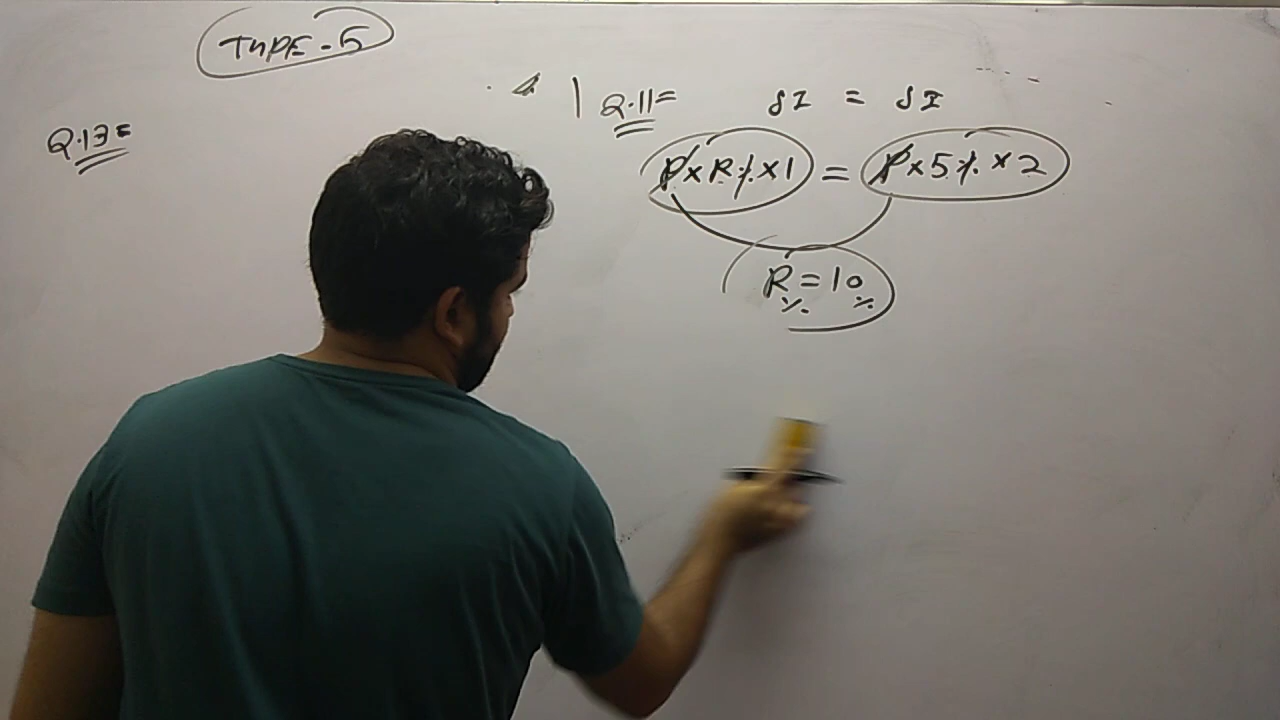 TYPE-5
Q.13=
Q.11= SI = SI
P×R%×1 = P×5%×2
R=10
% %